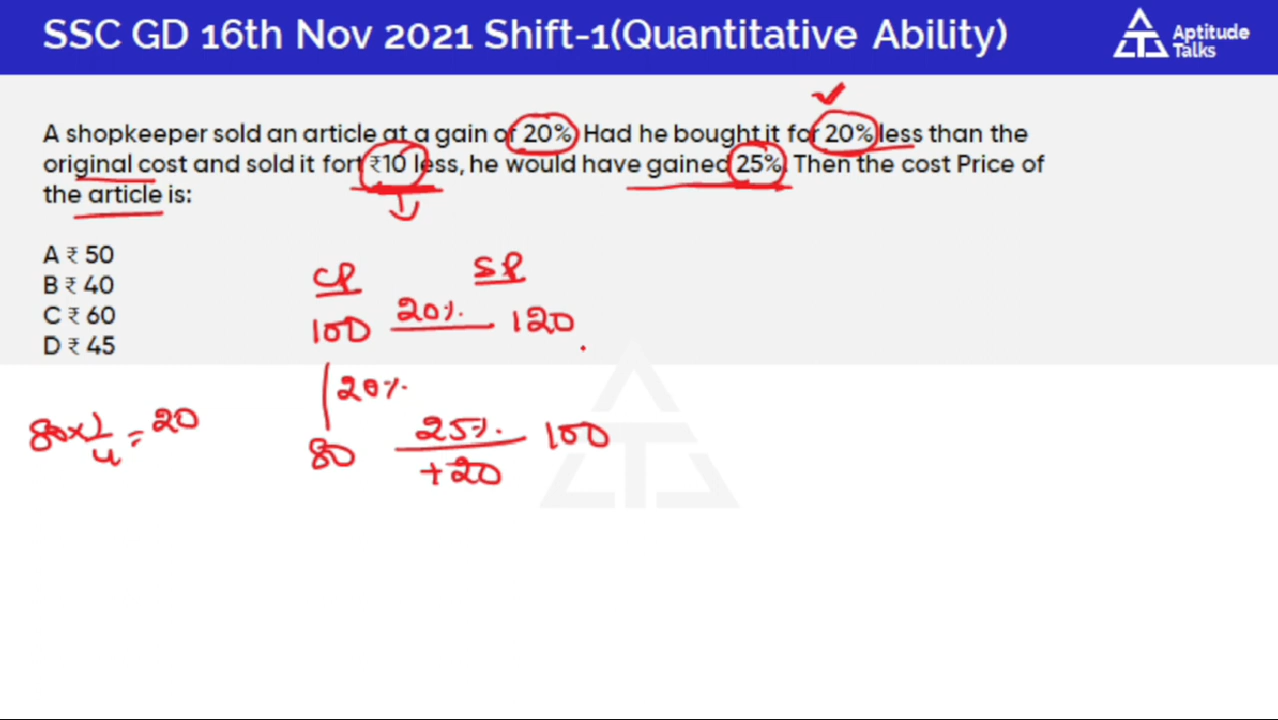 SSC GD 16th Nov 2021 Shift-1(Quantitative Ability)
Aptitude
Talks
A shopkeeper sold an article at a gain of 20% Had he bought it for 20% less than the
original cost and sold it fort ₹10 less, he would have gained 25%. Then the cost Price of
the article is:
A ₹ 50
B ₹ 40
C ₹ 60
D ₹ 45
CP SP
100 20% 120
20%
80×1/4=20
80 25% 100
+20